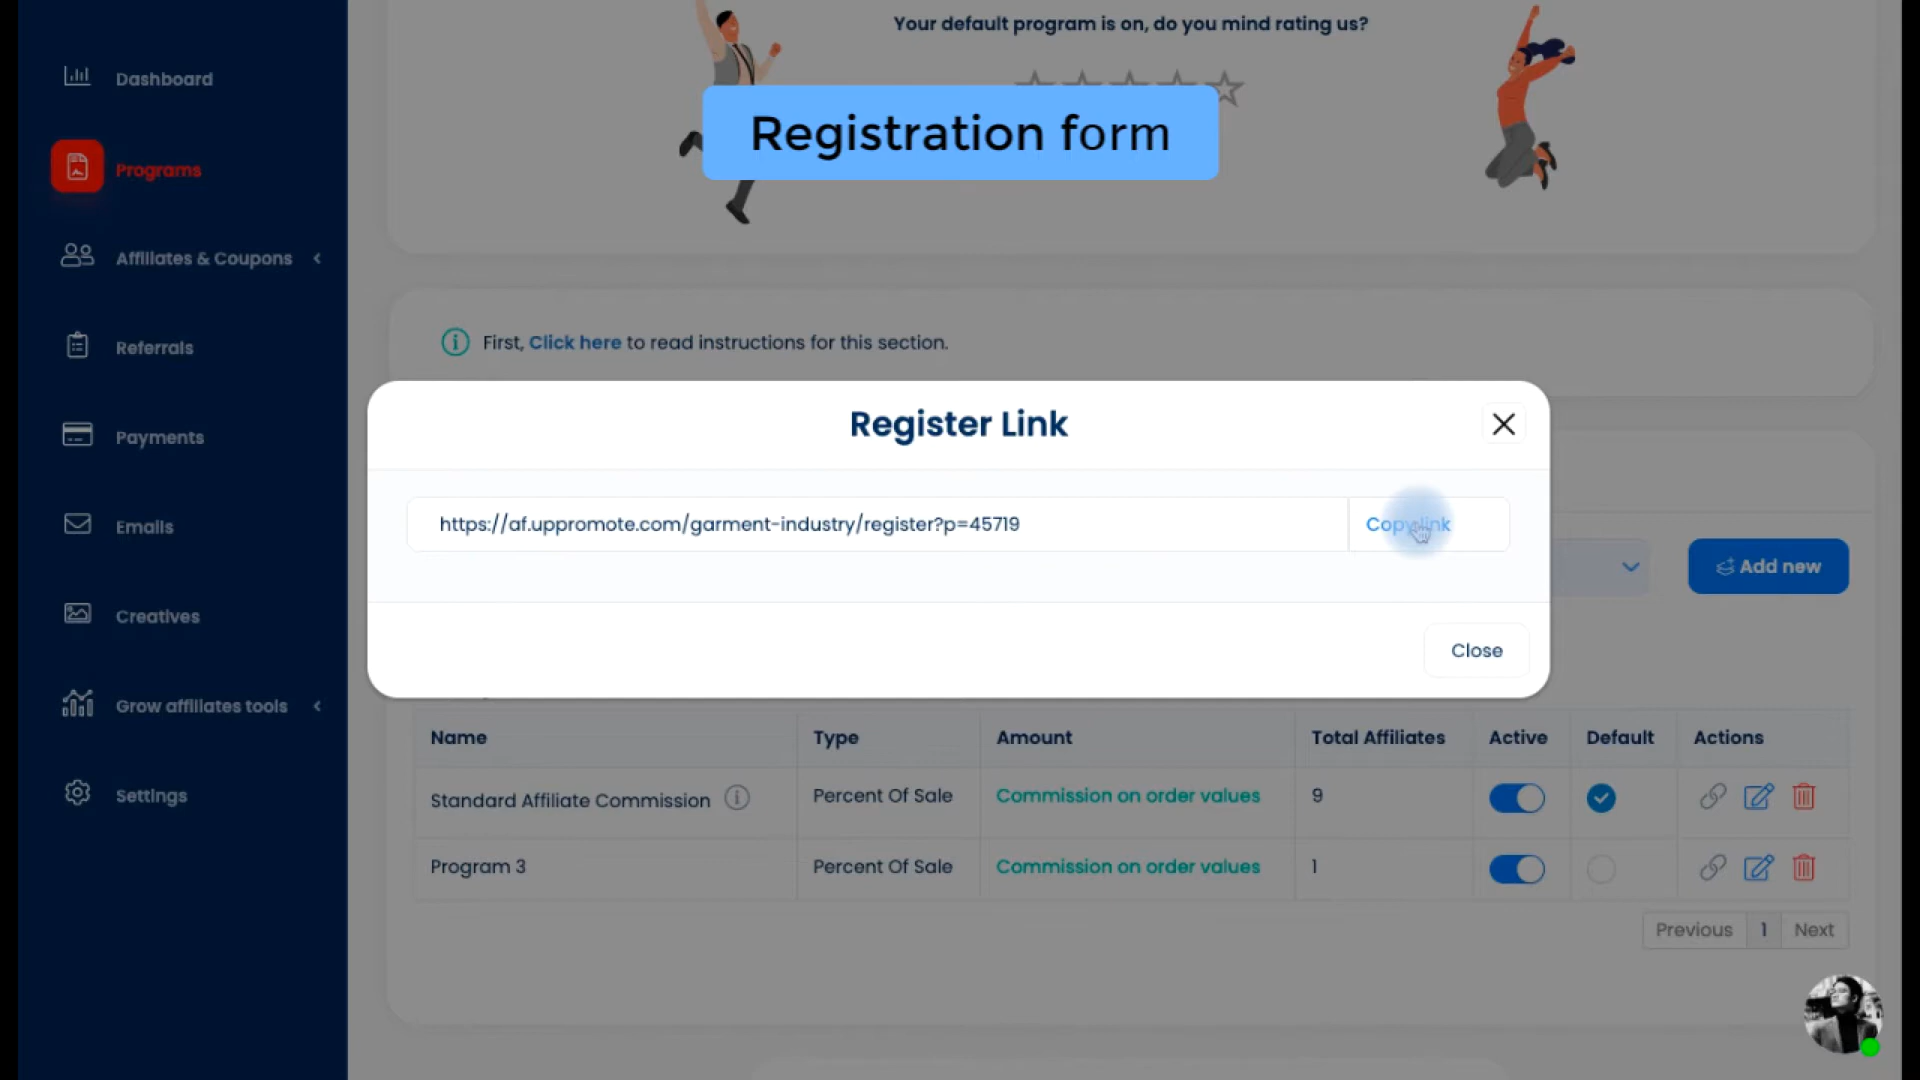 Dashboard
Programs
Affiliates & Coupons
Referrals
Payments
Emails
Creatives
Grow affiliates tools
Settings
Your default program is on, do you mind rating us?
Registration form
First, Click here to read instructions for this section.
Register Link
https://af.uppromote.com/garment-industry/register?p=45719
Copy link
Add new
Close
Name Type Amount Total Affiliates Active Default Actions
Standard Affiliate Commission Percent Of Sale Commission on order values 9
Program 3 Percent Of Sale Commission on order values 1
Previous 1 Next